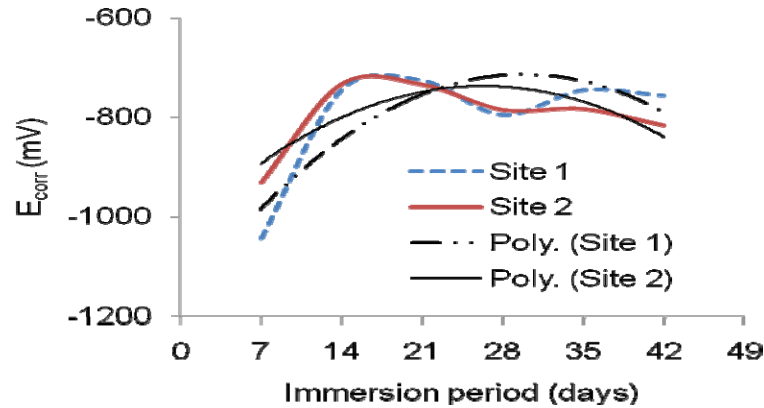 -600
-800
-1000
-1200
E_corr (mV)
Site 1
Site 2
Poly. (Site 1)
Poly. (Site 2)
0 7 14 21 28 35 42 49
Immersion period (days)